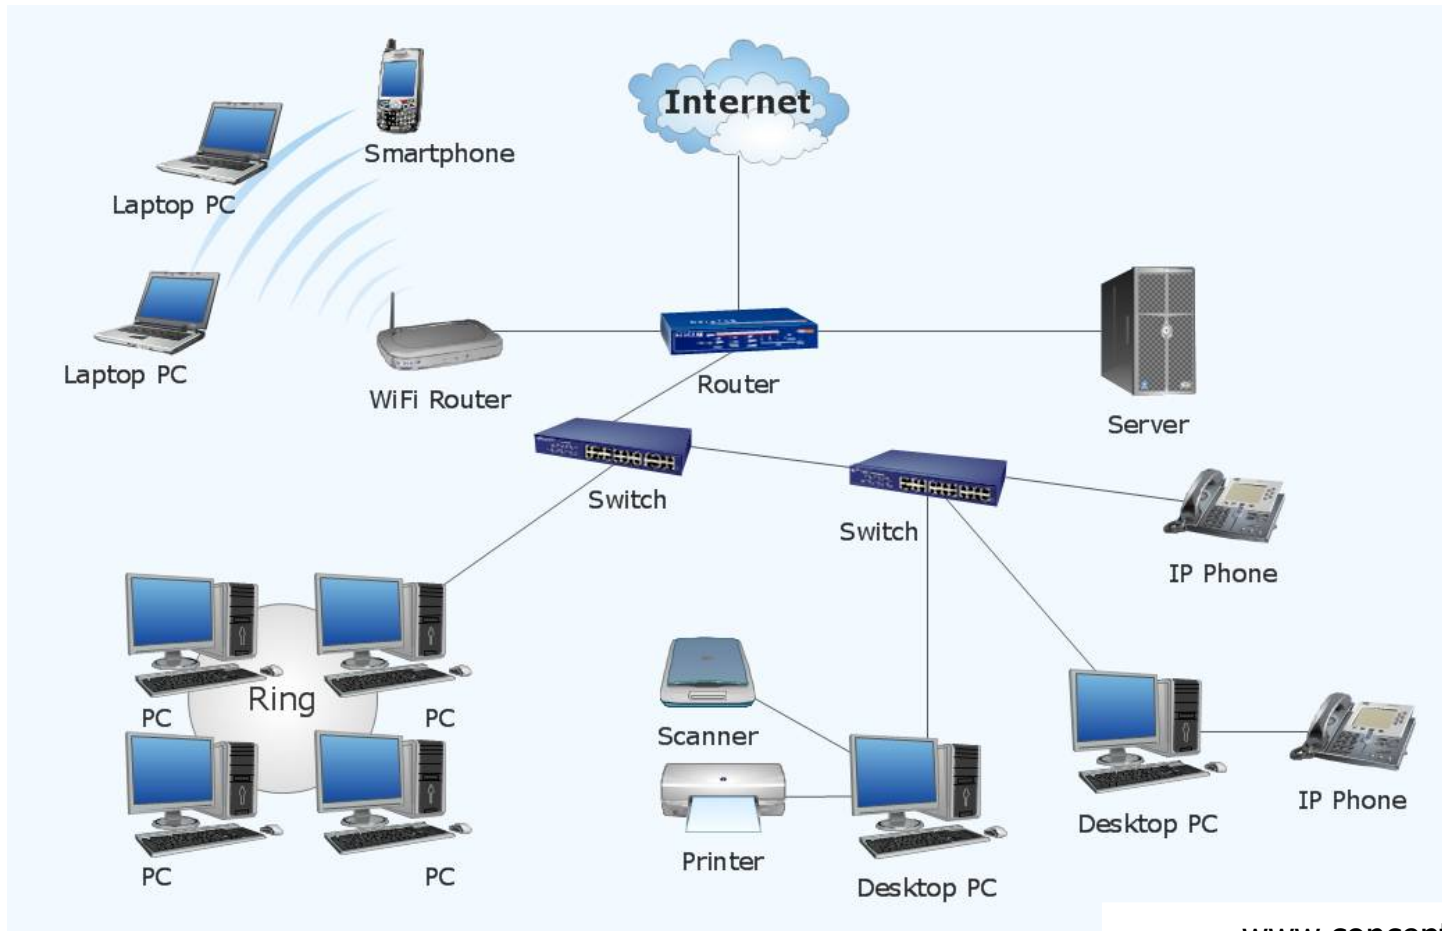 Internet
Smartphone
Laptop PC
Laptop PC
WiFi Router
Router
Server
Switch
Switch
IP Phone
Ring
PC
PC
Scanner
Printer
PC
PC
Desktop PC
Desktop PC
IP Phone